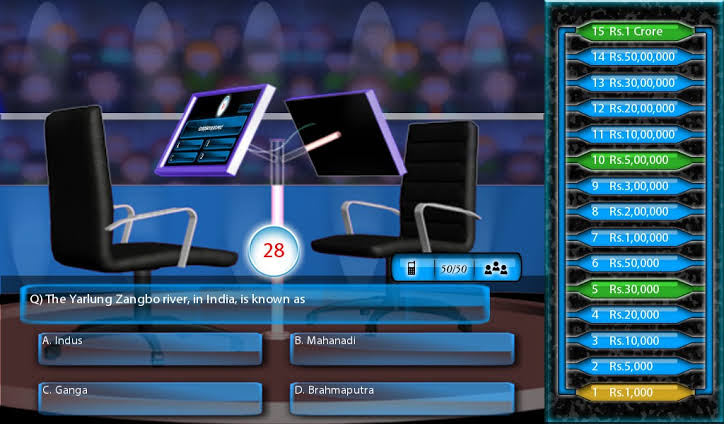 28
50/50
Q) The Yarlung Zangbo river, in India, is known as
A. Indus
B. Mahanadi
C. Ganga
D. Brahmaputra
15 Rs.1 Crore
14 Rs.50,00,000
13 Rs.30,00,000
12 Rs.20,00,000
11 Rs.10,00,000
10 Rs.5,00,000
9 Rs.3,00,000
8 Rs.2,00,000
7 Rs.1,00,000
6 Rs.50,000
5 Rs.30,000
4 Rs.20,000
3 Rs.10,000
2 Rs.5,000
1 Rs.1,000